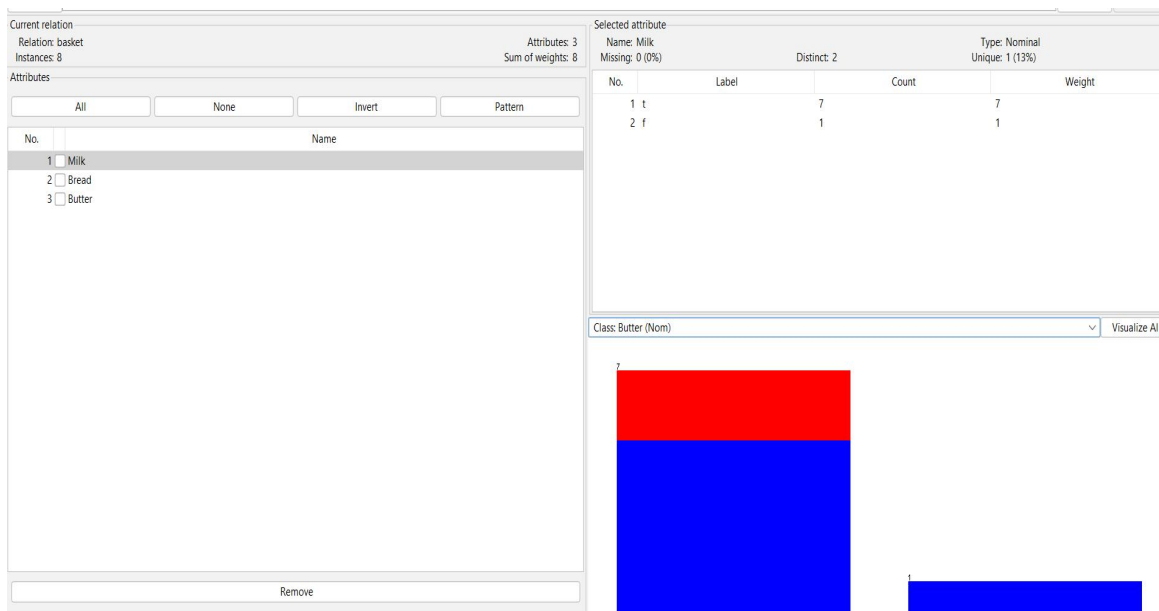 Current relation
Relation: basket
Attributes: 3
Instances: 8
Sum of weights: 8
Attributes
All
None
Invert
Pattern
No.
Name
1 Milk
2 Bread
3 Butter
Remove
Selected attribute
Name: Milk
Type: Nominal
Missing: 0 (0%)
Distinct: 2
Unique: 1 (13%)
No. Label Count Weight
1 t 7 7
2 f 1 1
Class: Butter (Nom)
Visualize Al
7
1